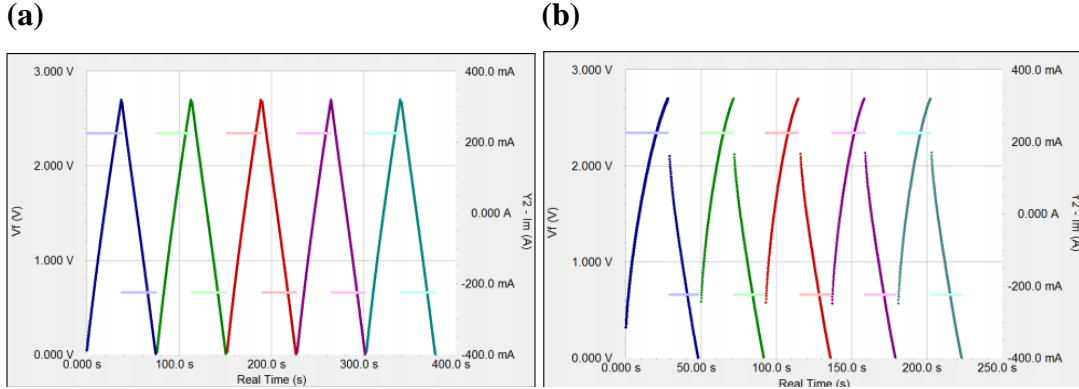 (a) (b)
3.000 V 400.0 mA 3.000 V 400.0 mA
200.0 mA 200.0 mA
2.000 V 2.000 V
Vf (V) 0.000 A Y2 - Im (A) Vf (V) 0.000 A Y2 - Im (A)
1.000 V 1.000 V
-200.0 mA -200.0 mA
0.000 V -400.0 mA 0.000 V -400.0 mA
0.000 s 100.0 s 200.0 s 300.0 s 400.0 s 0.000 s 50.00 s 100.0 s 150.0 s 200.0 s 250.0 s
Real Time (s) Real Time (s)